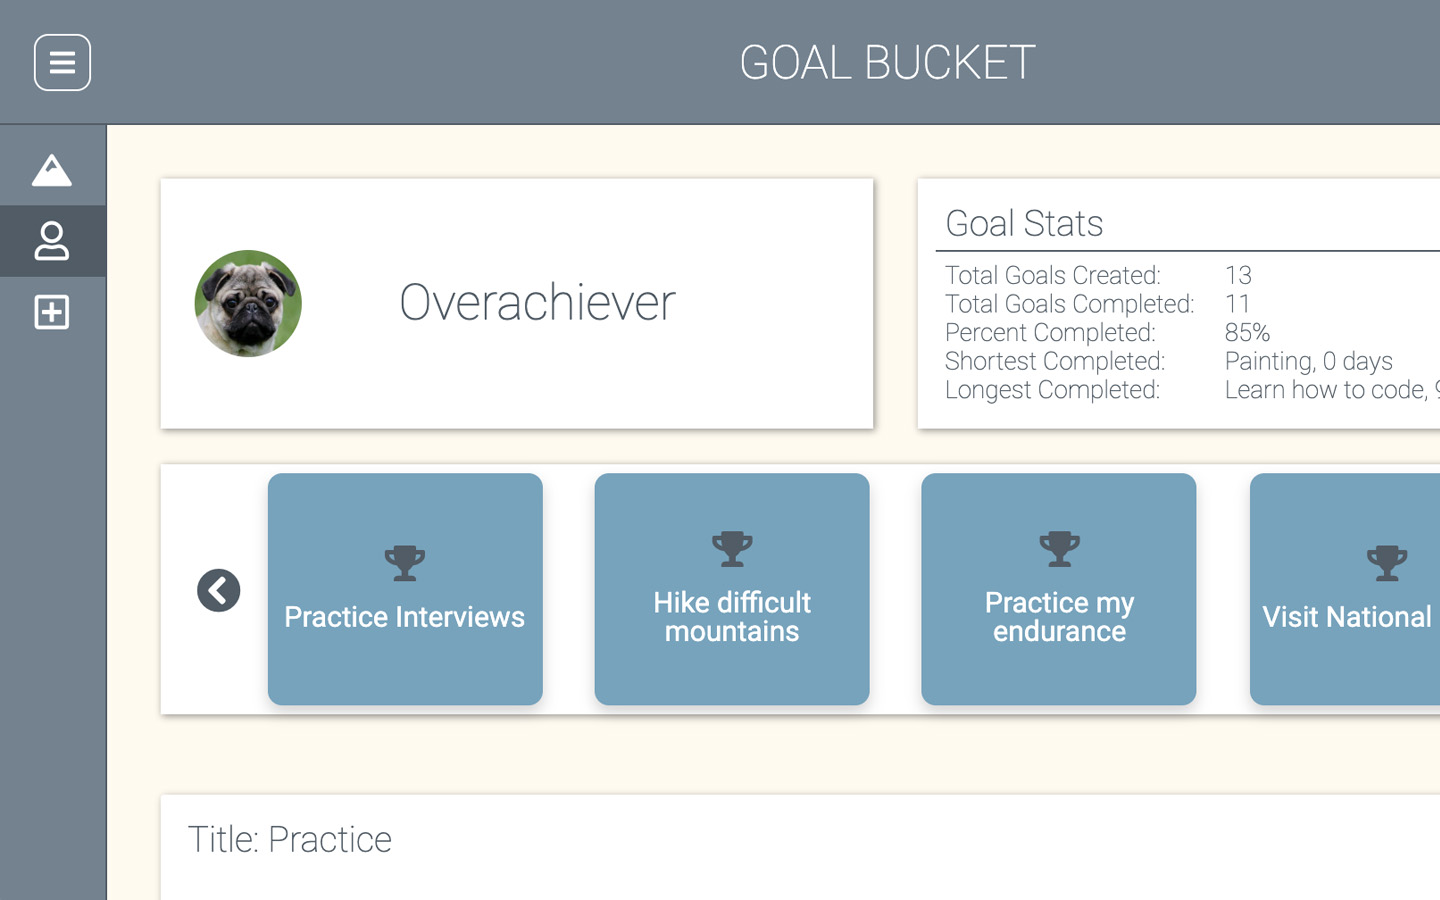 GOAL BUCKET
Overachiever
Goal Stats
Total Goals Created: 13
Total Goals Completed: 11
Percent Completed: 85%
Shortest Completed: Painting, 0 days
Longest Completed: Learn how to code,
Practice Interviews
Hike difficult
mountains
Practice my
endurance
Visit National
Title: Practice